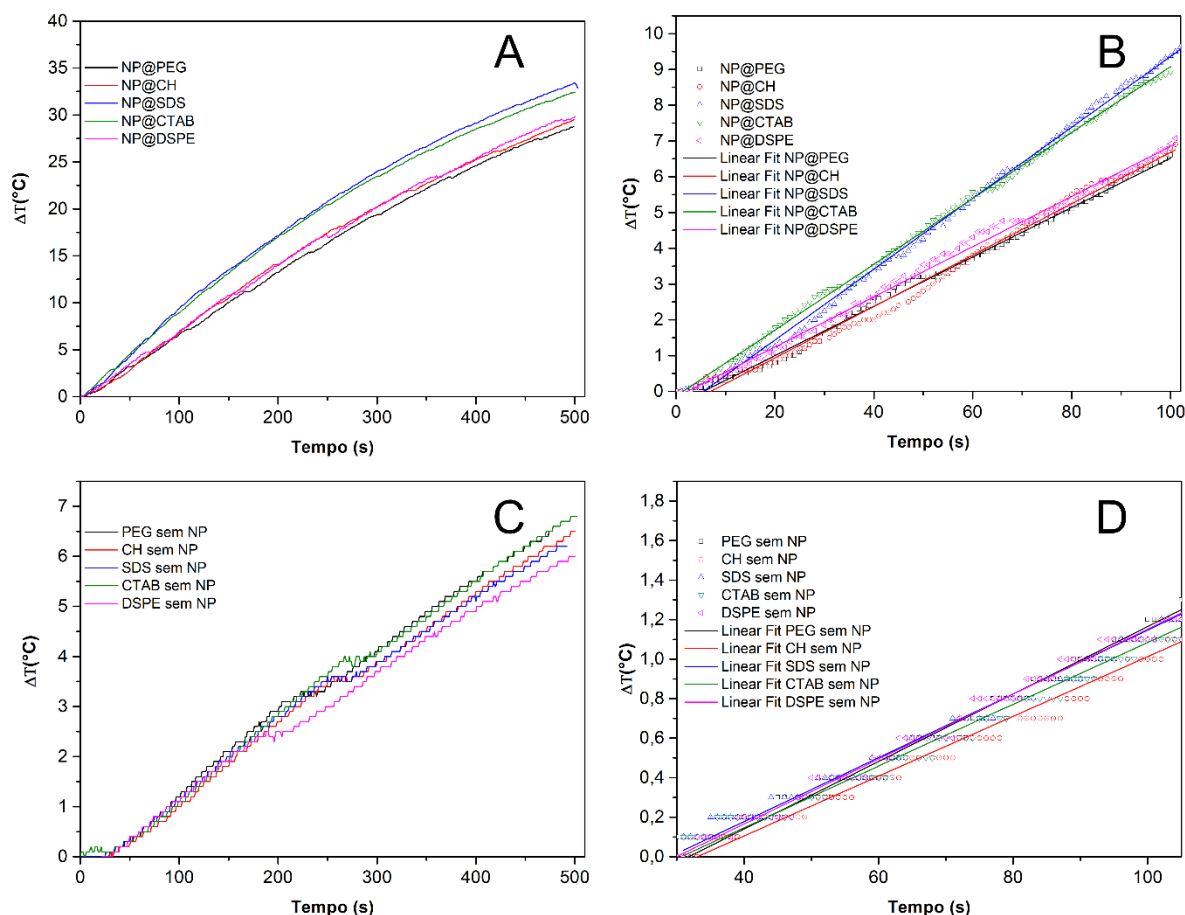 A
40
35
30
25
20
15
10
5
0
ΔT(°C)
NP@PEG
NP@CH
NP@SDS
NP@CTAB
NP@DSPE
0 100 200 300 400 500
Tempo (s)
B
10
9
8
7
6
5
4
3
2
1
0
ΔT(°C)
NP@PEG
NP@CH
NP@SDS
NP@CTAB
NP@DSPE
Linear Fit NP@PEG
Linear Fit NP@CH
Linear Fit NP@SDS
Linear Fit NP@CTAB
Linear Fit NP@DSPE
0 20 40 60 80 100
Tempo (s)
C
7
6
5
4
3
2
1
0
ΔT(°C)
PEG sem NP
CH sem NP
SDS sem NP
CTAB sem NP
DSPE sem NP
0 100 200 300 400 500
Tempo (s)
D
1,8
1,6
1,4
1,2
1,0
0,8
0,6
0,4
0,2
0,0
ΔT(°C)
PEG sem NP
CH sem NP
SDS sem NP
CTAB sem NP
DSPE sem NP
Linear Fit PEG sem NP
Linear Fit CH sem NP
Linear Fit SDS sem NP
Linear Fit CTAB sem NP
Linear Fit DSPE sem NP
40 60 80 100
Tempo (s)